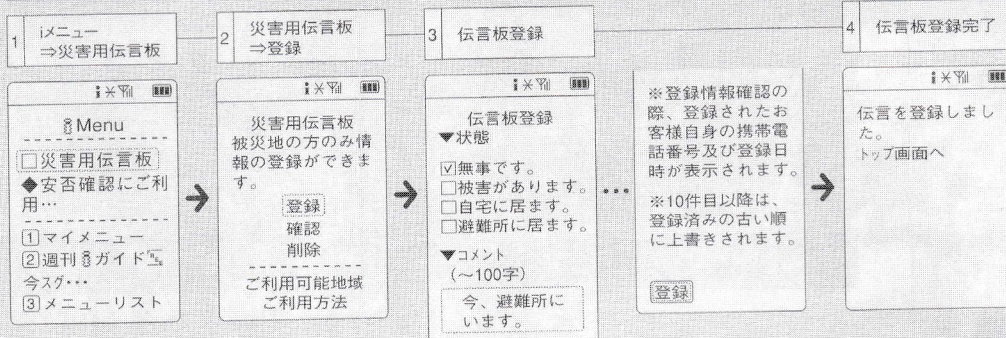 1 iメニュー
⇒災害用伝言板
2 災害用伝言板
⇒登録
3 伝言板登録
4 伝言板登録完了
Menu
□災害用伝言板
◆安否確認にご利
用…
1 マイメニュー
2 週刊iガイド
今スグ…
3 メニューリスト
災害用伝言板
被災地の方のみ情
報の登録ができま
す。
登録
確認
削除
ご利用可能地域
ご利用方法
伝言板登録
▼状態
☑無事です。
□被害があります。
□自宅に居ます。
□避難所に居ます。
▼コメント
(～100字)
今、避難所に
います。
…
※登録情報確認の
際、登録されたお
客様自身の携帯電
話番号及び登録日
時が表示されます。
※10件目以降は、
登録済みの古い順
に上書きされます。
登録
伝言を登録しまし
た。
トップ画面へ